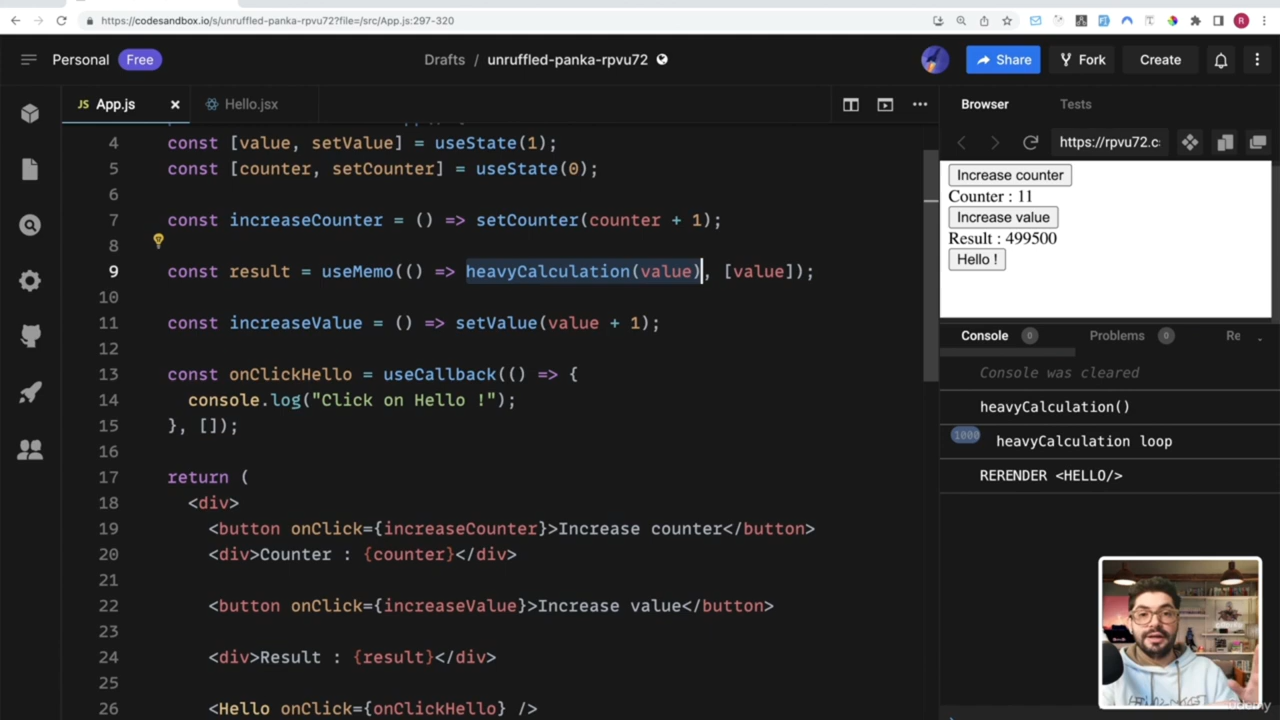 https://codesandbox.io/s/unruffled-panka-rpvu72?file=/src/App.js:297-320
R
Personal Free
Drafts / unruffled-panka-rpvu72
Share
Fork
Create
JS App.js
Hello.jsx
4 const [value, setValue] = useState(1);
5 const [counter, setCounter] = useState(0);
6
7 const increaseCounter = () => setCounter(counter + 1);
8
9 const result = useMemo(() => heavyCalculation(value), [value]);
10
11 const increaseValue = () => setValue(value + 1);
12
13 const onClickHello = useCallback(() => {
14 console.log("Click on Hello !");
15 }, []);
16
17 return (
18 <div>
19 <button onClick={increaseCounter}>Increase counter</button>
20 <div>Counter : {counter}</div>
21
22 <button onClick={increaseValue}>Increase value</button>
23
24 <div>Result : {result}</div>
25
26 <Hello onClick={onClickHello} />
Browser Tests
https://rpvu72.c
Increase counter
Counter : 11
Increase value
Result : 499500
Hello !
Console 0 Problems 0 Re
Console was cleared
heavyCalculation()
1000 heavyCalculation loop
RERENDER <HELLO/>